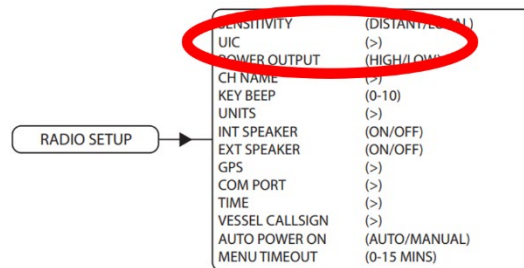 SENSITIVITY (DISTANT/LOCAL)
UIC (>)
POWER OUTPUT (HIGH/LOW)
CH NAME (>)
KEY BEEP (0-10)
UNITS (>)
INT SPEAKER (ON/OFF)
RADIO SETUP
EXT SPEAKER (ON/OFF)
GPS (>)
COM PORT (>)
TIME (>)
VESSEL CALLSIGN (>)
AUTO POWER ON (AUTO/MANUAL)
MENU TIMEOUT (0-15 MINS)